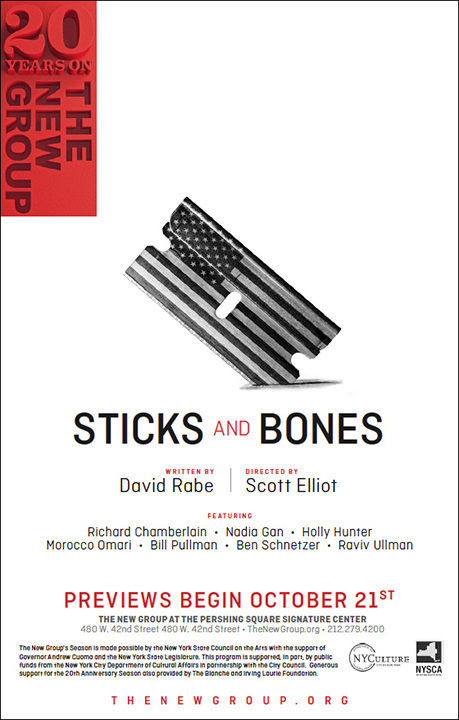 20
YEARS ON
THE
NEW
GROUP
STICKS AND BONES
WRITTEN BY
David Rabe
DIRECTED BY
Scott Elliot
FEATURING
Richard Chamberlain • Nadia Gan • Holly Hunter
Morocco Omari • Bill Pullman • Ben Schnetzer • Raviv Ullman
PREVIEWS BEGIN OCTOBER 21ST
THE NEW GROUP AT THE PERSHING SQUARE SIGNATURE CENTER
480 W. 42nd Street 480 W. 42nd Street • TheNewGroup.org • 212.279.4200
The New Group's Season is made possible by the New York State Council on the Arts with the support of
Governor Andrew Cuomo and the New York State Legislature. This program is supported, in part, by public
funds from the New York City Department of Cultural Affairs in partnership with the City Council. Generous
support for the 20th Anniversary Season also provided by The Blanche and Irving Laurie Foundation.
NYCULTURE
NYSCA
THENEWGROUP.ORG